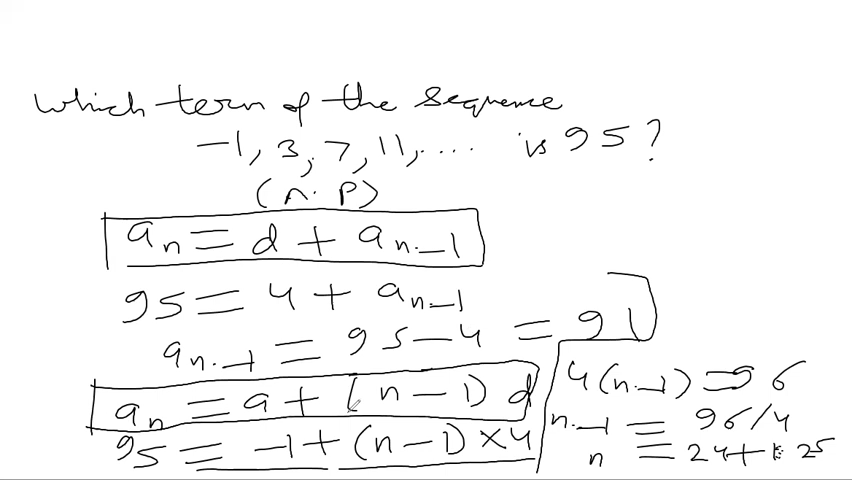 which term of the sequence
-1, 3, 7, 11, .... is 95?
(A.P)
aₙ = d + aₙ₋₁
95 = 4 + aₙ₋₁
aₙ₋₁ = 95 - 4 = 91
aₙ = a + (n - 1) d
95 = -1 + (n - 1) × 4
4(n-1) = 96
n-1 = 96/4
n = 24+1 25